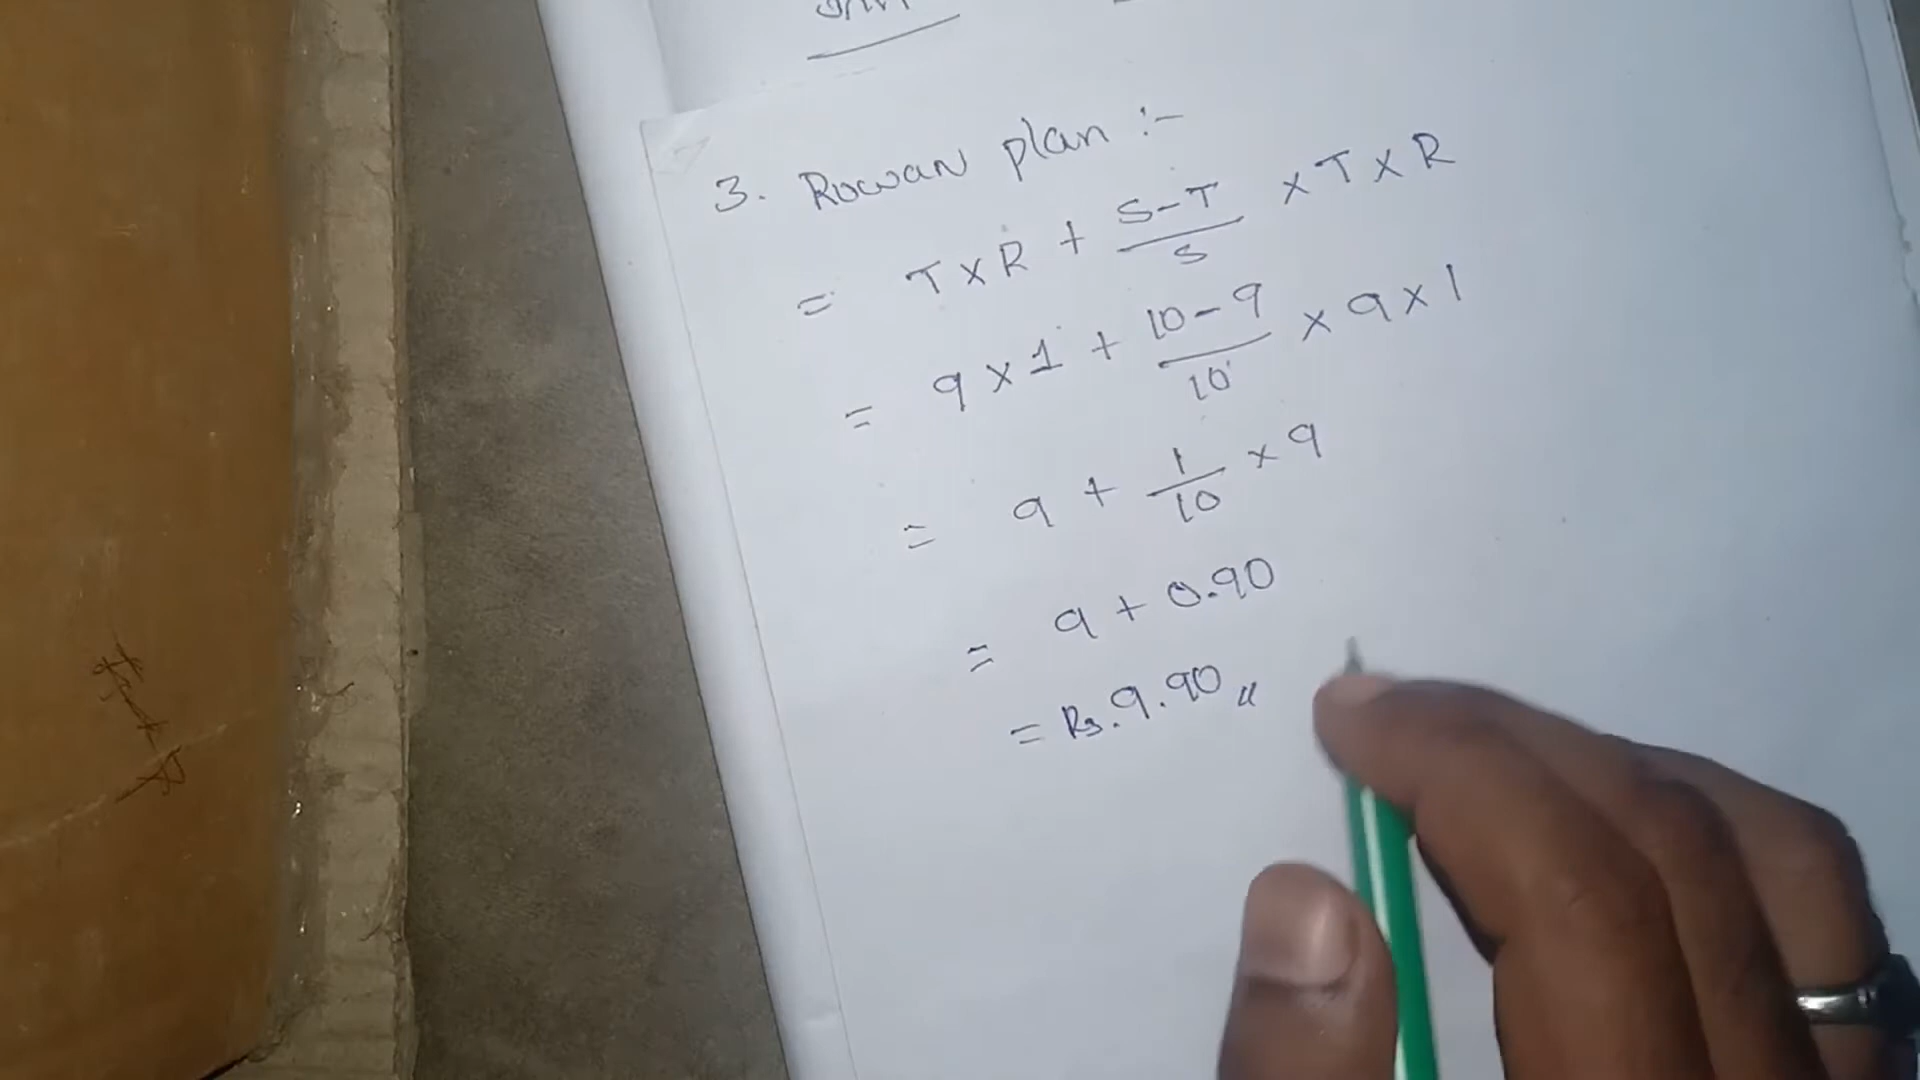 3. Rowan plan :-
= T x R + S-T/S x T x R
= 9 x 1 + 10-9/10 x 9 x 1
= 9 + 1/10 x 9
= 9 + 0.90
= Rs. 9.90 "